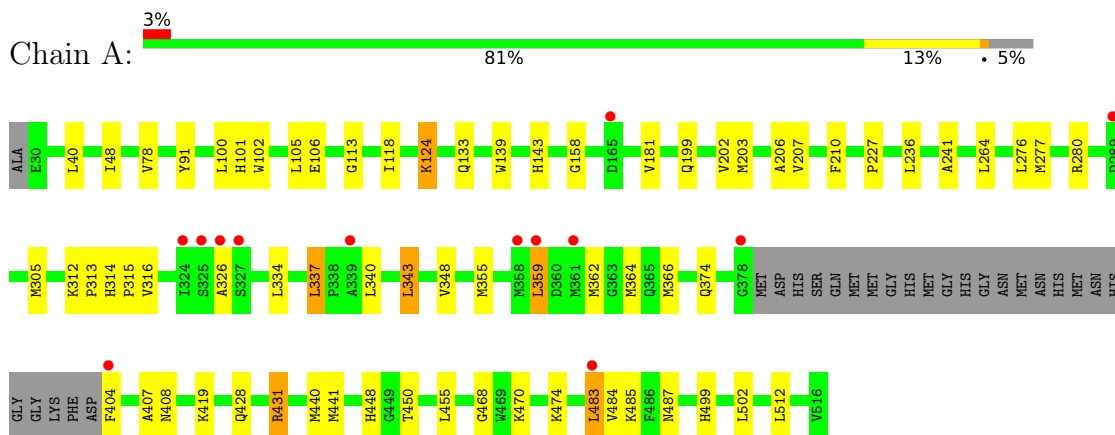 3%
Chain A:
81% 13% • 5%
ALA E30 L40 I48 V78 Y91 L100 H101 W102 L105 E106 G113 I118 K124 Q133 W139 H143 G158 D165 V181 Q199 V202 M203 A206 V207 F210 P227 L236 A241 L264 L276 M277 R280 D289
M305 K312 P313 H314 P315 V316 I324 S325 A326 S327 L334 L337 P338 A339 L340 L343 V348 M355 M358 L359 D360 M361 M362 G363 M364 Q365 M366 Q374 G378 MET ASP HIS SER GLN MET MET GLY HIS MET GLY HIS GLY ASN MET ASN HIS MET ASN HIS
GLY GLY LYS PHE ASP F404 A407 N408 K419 Q428 R431 M440 M441 H448 G449 T450 L455 G468 W469 K470 K474 L483 V484 K485 F486 N487 H499 L502 L512 V516